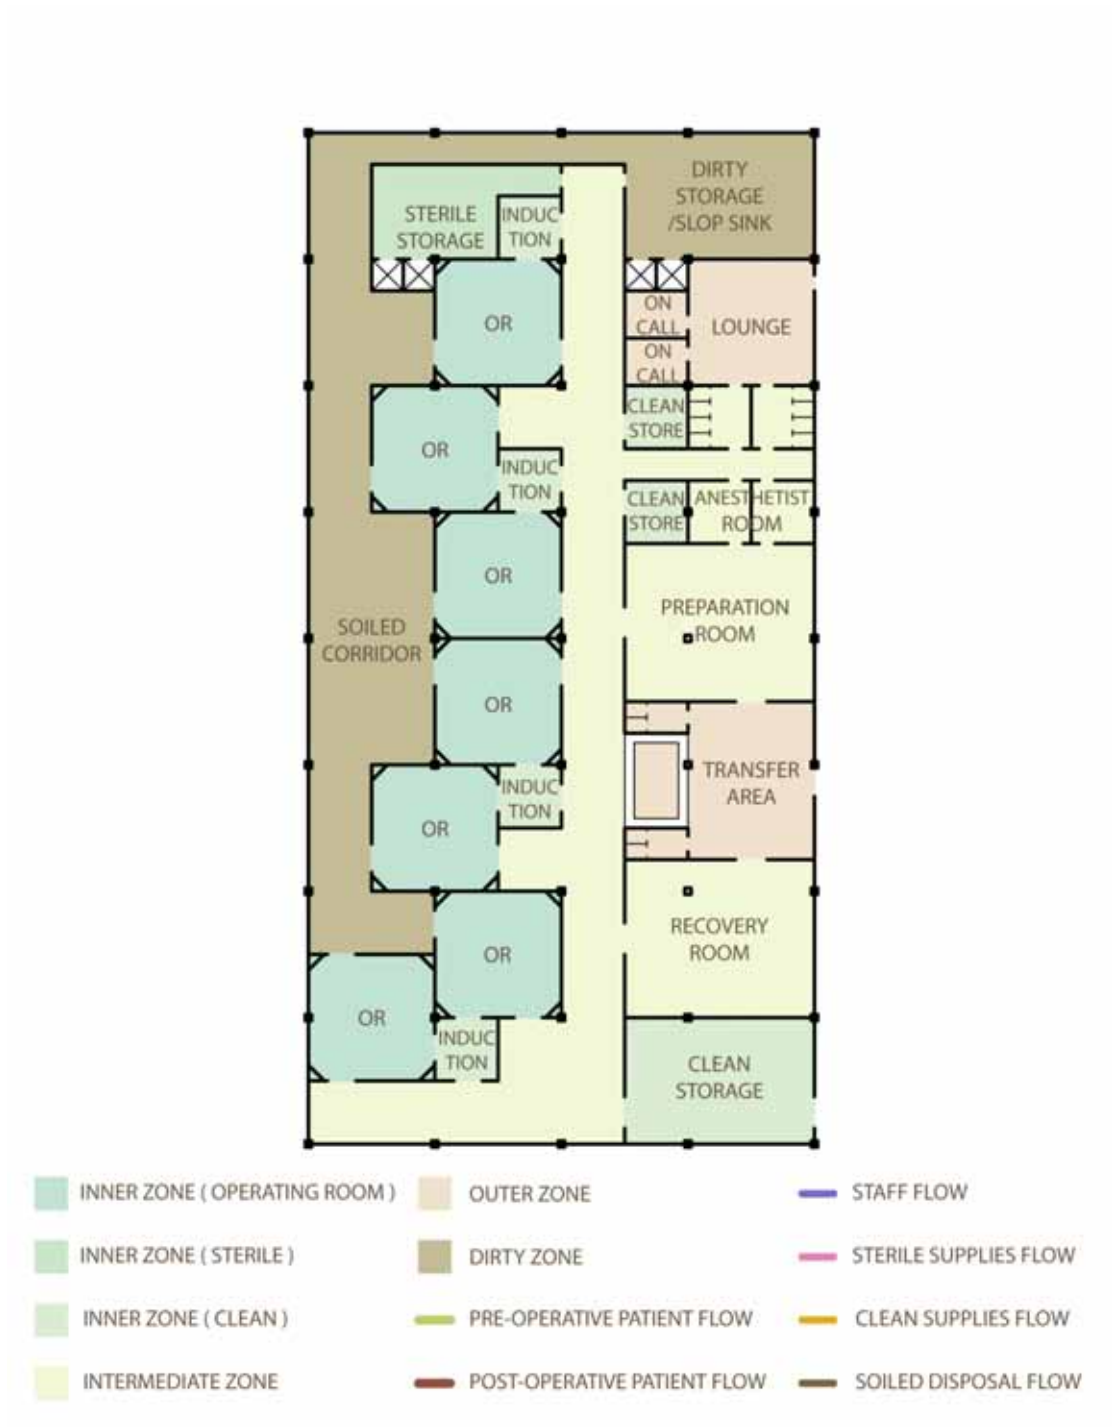 DIRTY
STORAGE
/SLOP SINK
STERILE
STORAGE
INDUC
TION
OR
ON
CALL
LOUNGE
ON
CALL
CLEAN
STORE
OR
INDUC
TION
CLEAN
STORE
ANESTHETIST
ROOM
OR
PREPARATION
ROOM
SOILED
CORRIDOR
OR
TRANSFER
AREA
INDUC
TION
OR
RECOVERY
ROOM
OR
OR
INDUC
TION
CLEAN
STORAGE
INNER ZONE ( OPERATING ROOM )
OUTER ZONE
STAFF FLOW
INNER ZONE ( STERILE )
DIRTY ZONE
STERILE SUPPLIES FLOW
INNER ZONE ( CLEAN )
PRE-OPERATIVE PATIENT FLOW
CLEAN SUPPLIES FLOW
INTERMEDIATE ZONE
POST-OPERATIVE PATIENT FLOW
SOILED DISPOSAL FLOW